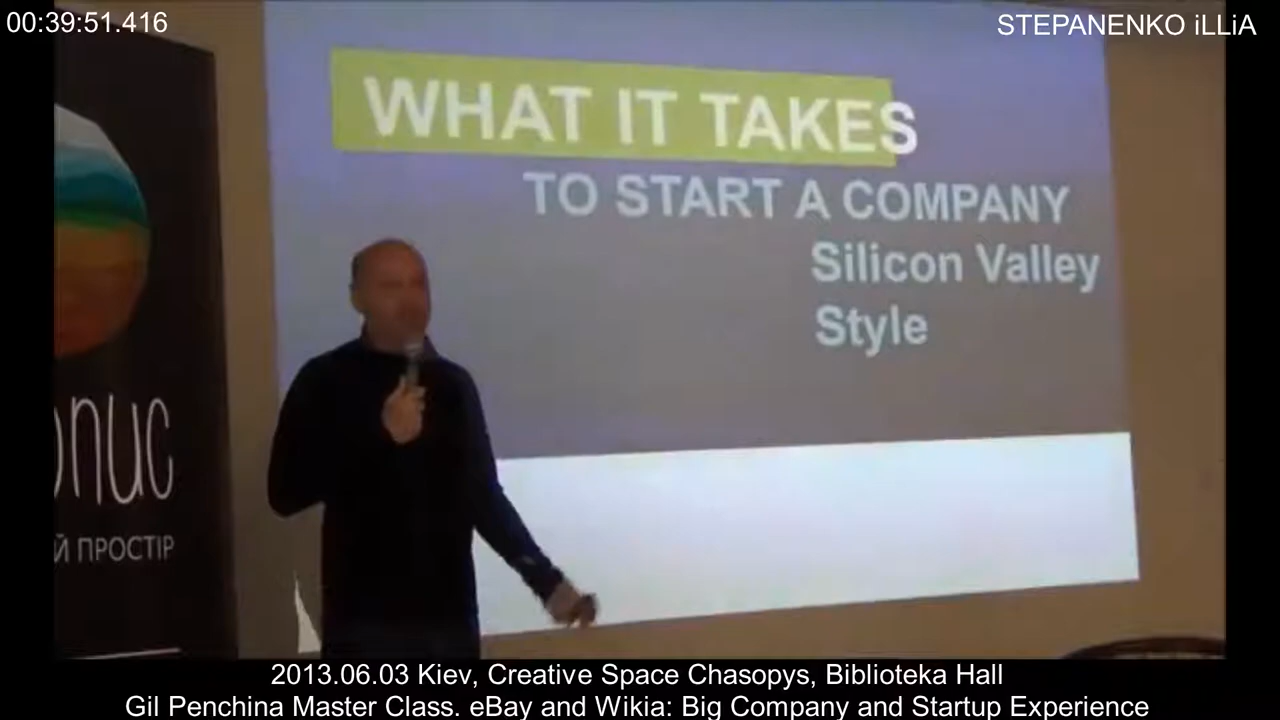 00:39:51.416
STEPANENKO iLLiA
WHAT IT TAKES
TO START A COMPANY
Silicon Valley
Style
опис
Й ПРОСТІР
2013.06.03 Kiev, Creative Space Chasopys, Biblioteka Hall
Gil Penchina Master Class. eBay and Wikia: Big Company and Startup Experience